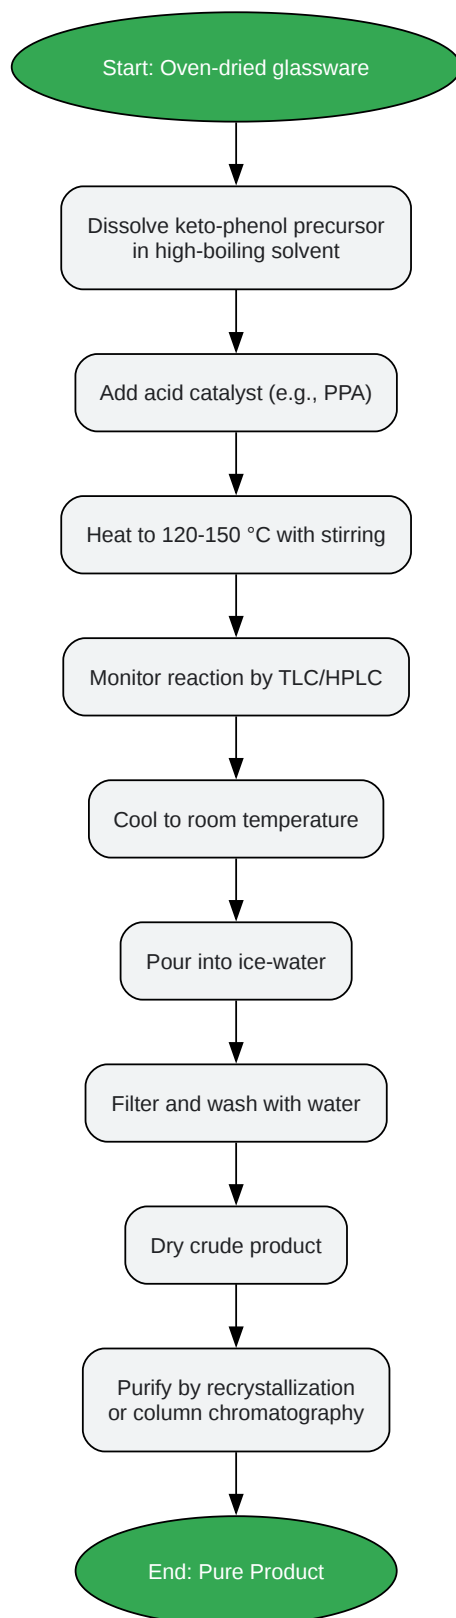 Start: Oven-dried glassware
Dissolve keto-phenol precursor
in high-boiling solvent
Add acid catalyst (e.g., PPA)
Heat to 120-150 °C with stirring
Monitor reaction by TLC/HPLC
Cool to room temperature
Pour into ice-water
Filter and wash with water
Dry crude product
Purify by recrystallization
or column chromatography
End: Pure Product